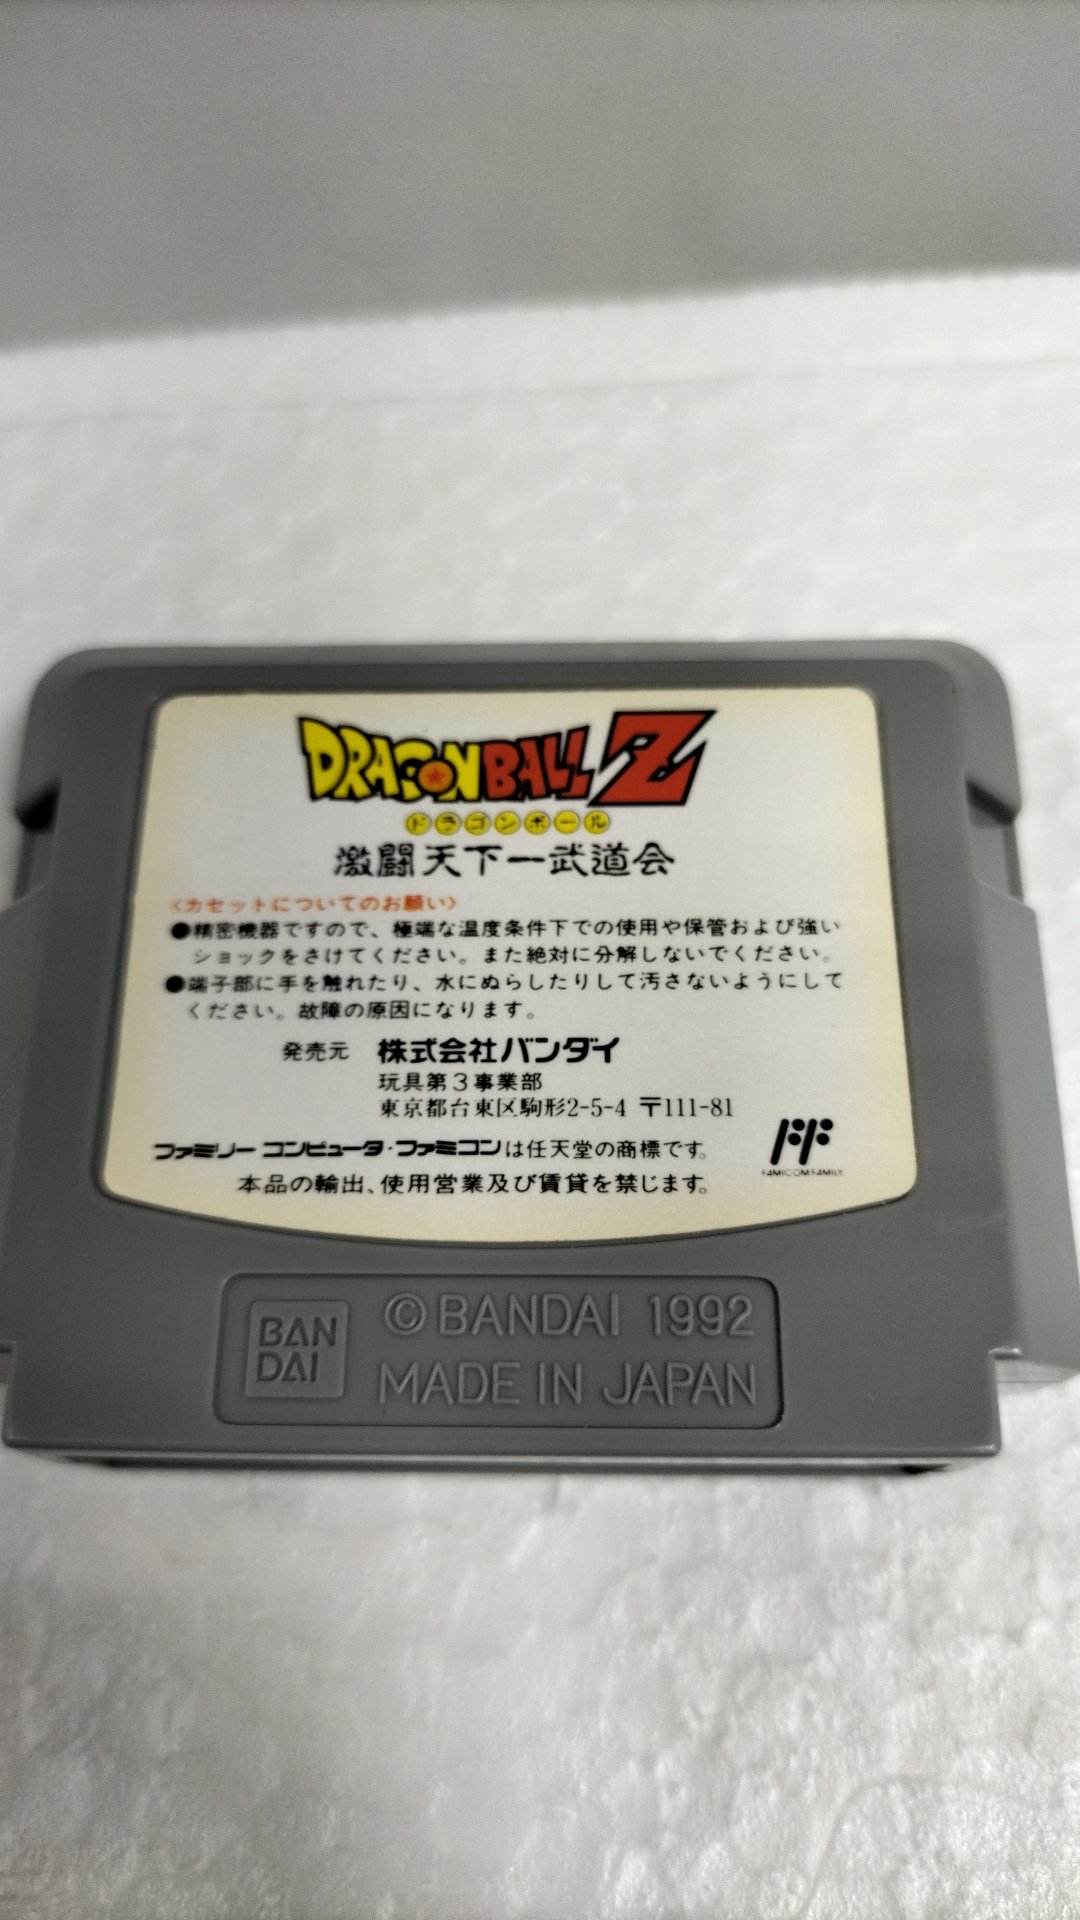 DRAGON BALL Z
ドラゴンボール
激闘天下一武道会
<カセットについてのお願い>
●精密機器ですので、極端な温度条件下での使用や保管および強い
ショックをさけてください。また絶対に分解しないでください。
●端子部に手を触れたり、水にぬらしたりして汚さないようにして
ください。故障の原因になります。
発売元 株式会社バンダイ
玩具第3事業部
東京都台東区駒形2-5-4 〒111-81
ファミリーコンピュータ・ファミコンは任天堂の商標です。
FAMICOM FAMILY
本品の輸出、使用営業及び賃貸を禁じます。
BAN
DAI
©BANDAI 1992
MADE IN JAPAN